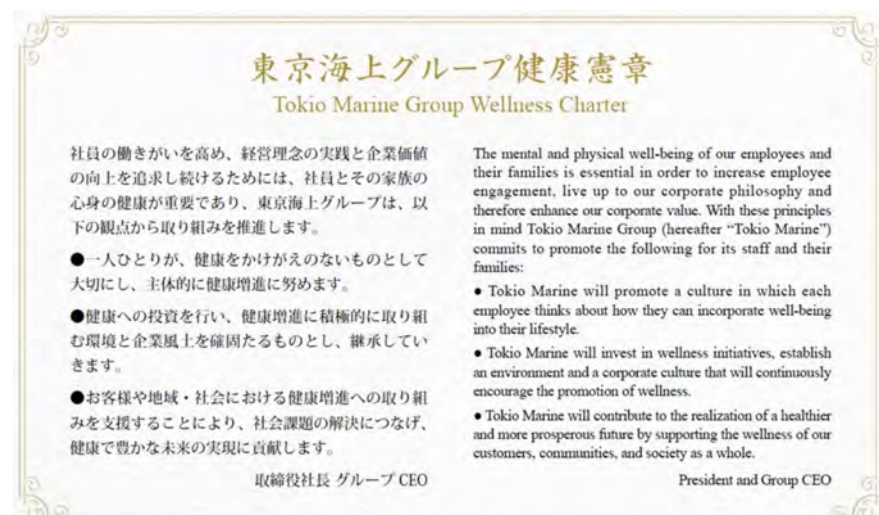 東京海上グループ健康憲章
Tokio Marine Group Wellness Charter
社員の働きがいを高め、経営理念の実践と企業価値
の向上を追求し続けるためには、社員とその家族の
心身の健康が重要であり、東京海上グループは、以
下の観点から取り組みを推進します。
●一人ひとりが、健康をかけがえのないものとして
大切にし、主体的に健康増進に努めます。
●健康への投資を行い、健康増進に積極的に取り組
む環境と企業風土を確固たるものとし、継承してい
きます。
●お客様や地域・社会における健康増進への取り組
みを支援することにより、社会課題の解決につなげ、
健康で豊かな未来の実現に貢献します。
取締役社長 グループ CEO
The mental and physical well-being of our employees and
their families is essential in order to increase employee
engagement, live up to our corporate philosophy and
therefore enhance our corporate value. With these principles
in mind Tokio Marine Group (hereafter “Tokio Marine”)
commits to promote the following for its staff and their
families:
● Tokio Marine will promote a culture in which each
employee thinks about how they can incorporate well-being
into their lifestyle.
● Tokio Marine will invest in wellness initiatives, establish
an environment and a corporate culture that will continuously
encourage the promotion of wellness.
● Tokio Marine will contribute to the realization of a healthier
and more prosperous future by supporting the wellness of our
customers, communities, and society as a whole.
President and Group CEO